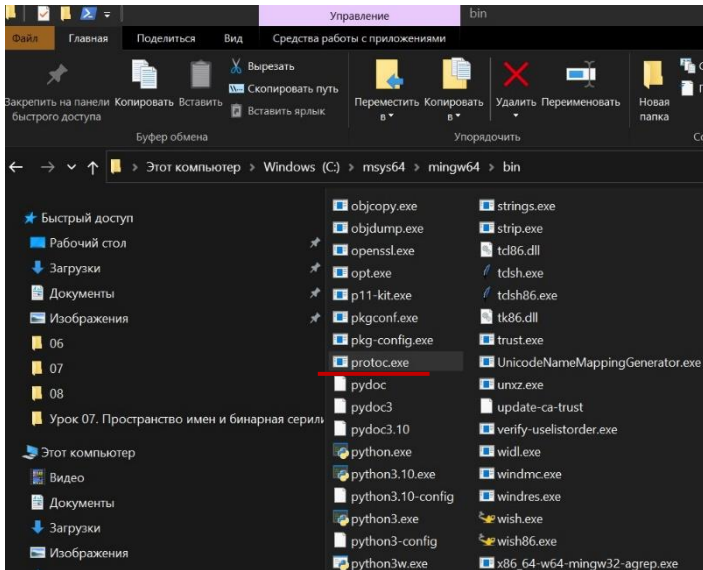 Управление
bin
Файл
Главная
Поделиться
Вид
Средства работы с приложениями
Закрепить на панели быстрого доступа
Копировать
Вставить
Вырезать
Скопировать путь
Вставить ярлык
Буфер обмена
Переместить в
Копировать в
Удалить
Переименовать
Упорядочить
Новая папка
Этот компьютер > Windows (C:) > msys64 > mingw64 > bin
Быстрый доступ
Рабочий стол
Загрузки
Документы
Изображения
06
07
08
Урок 07. Пространство имен и бинарная
Этот компьютер
Видео
Документы
Загрузки
Изображения
objcopy.exe
objdump.exe
openssl.exe
opt.exe
p11-kit.exe
pkgconf.exe
pkg-config.exe
protoc.exe
pydoc
pydoc3
pydoc3.10
python.exe
python3.10.exe
python3.10-config
python3.exe
python3-config
python3w.exe
strings.exe
strip.exe
tcl86.dll
tclsh.exe
tclsh86.exe
tk86.dll
trust.exe
UnicodeNameMappingGenerator.exe
unxz.exe
update-ca-trust
verify-uselistorder.exe
widl.exe
windmc.exe
windres.exe
wish.exe
wish86.exe
x86_64-w64-mingw32-agrep.exe